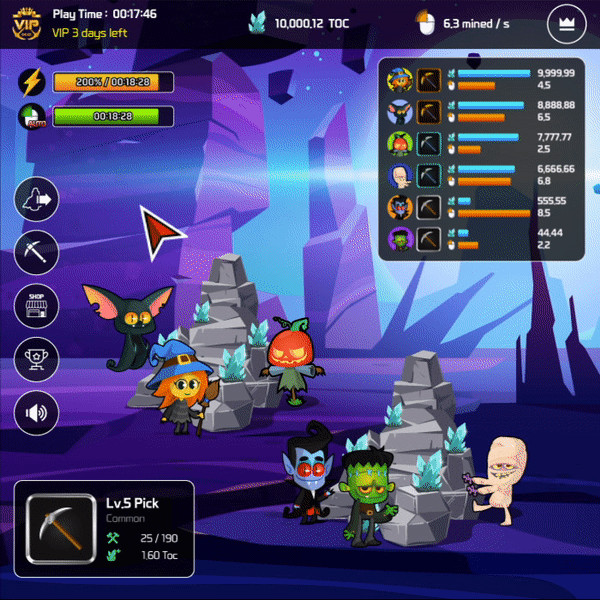 VIP
Play Time : 00:17:46
VIP 3 days left
10,000,12 TOC
6.3 mined / s
200% / 00:18:28
00:18:28
9,999.99
4.5
8,888.88
6.5
7,777.77
2.5
6,666.66
6.8
555.55
8.5
44,44
2.2
SHOP
Lv.5 Pick
Common
25 / 190
1.60 Toc